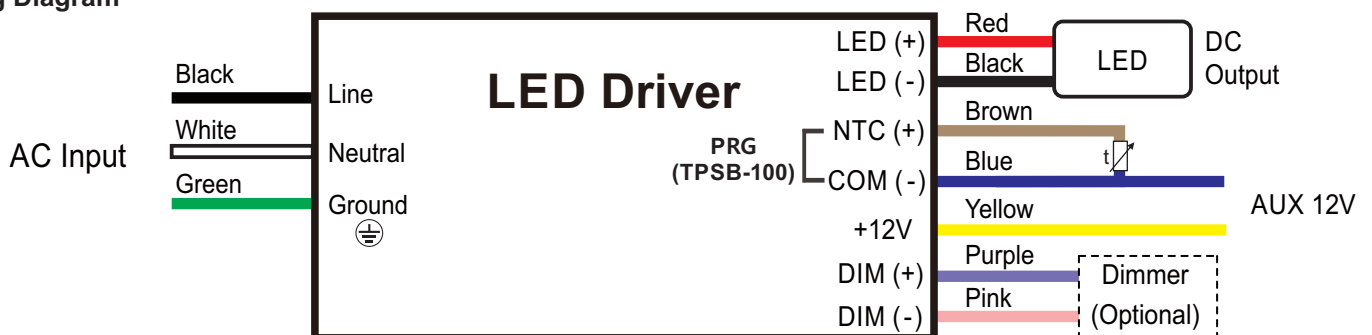 Diagram
Black
Line
White
AC Input
Neutral
Green
Ground
LED Driver
PRG
(TPSB-100)
LED (+)
LED (-)
NTC (+)
COM (-)
+12V
DIM (+)
DIM (-)
Red
Black
LED
DC
Output
Brown
t
Blue
AUX 12V
Yellow
Purple
Pink
Dimmer
(Optional)